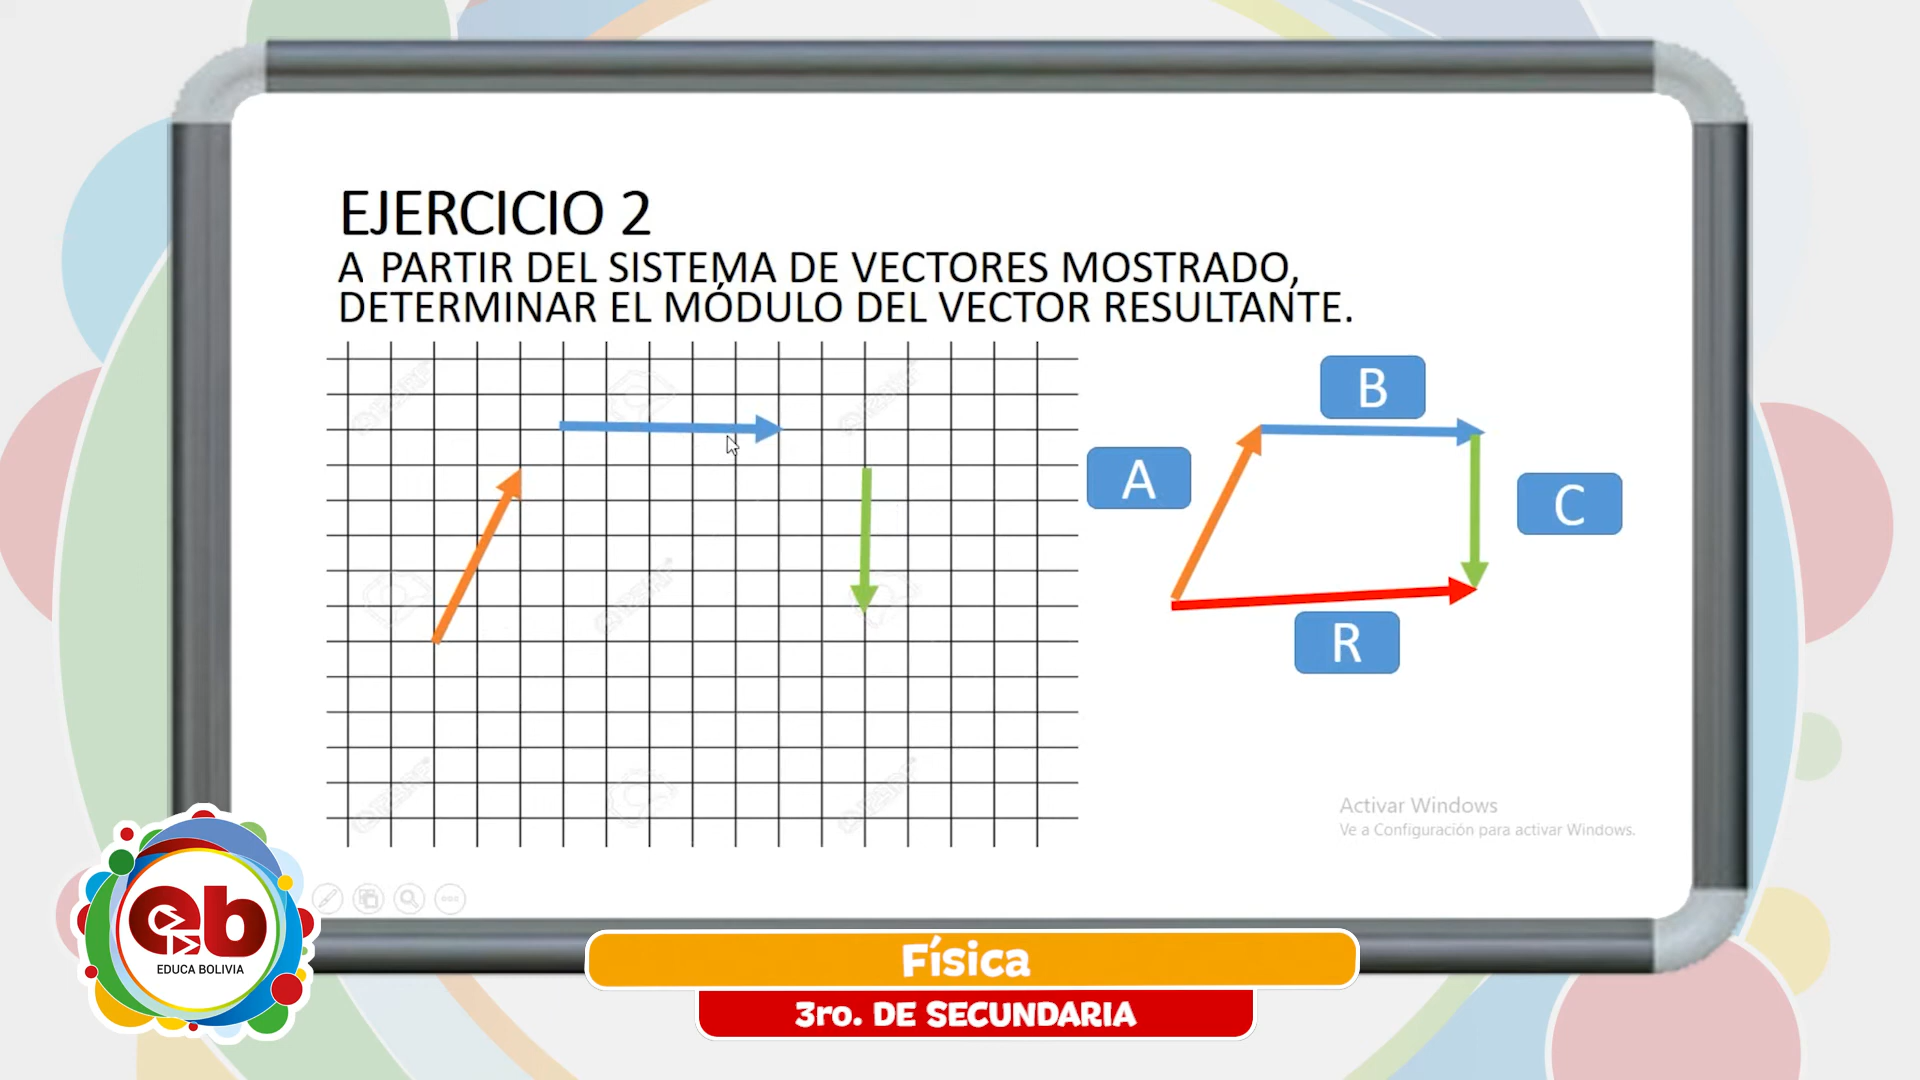 EJERCICIO 2
A PARTIR DEL SISTEMA DE VECTORES MOSTRADO,
DETERMINAR EL MÓDULO DEL VECTOR RESULTANTE.
B
A
C
R
Activar Windows
Ve a Configuración para activar Windows.
eb
EDUCA BOLIVIA
Física
3ro. DE SECUNDARIA